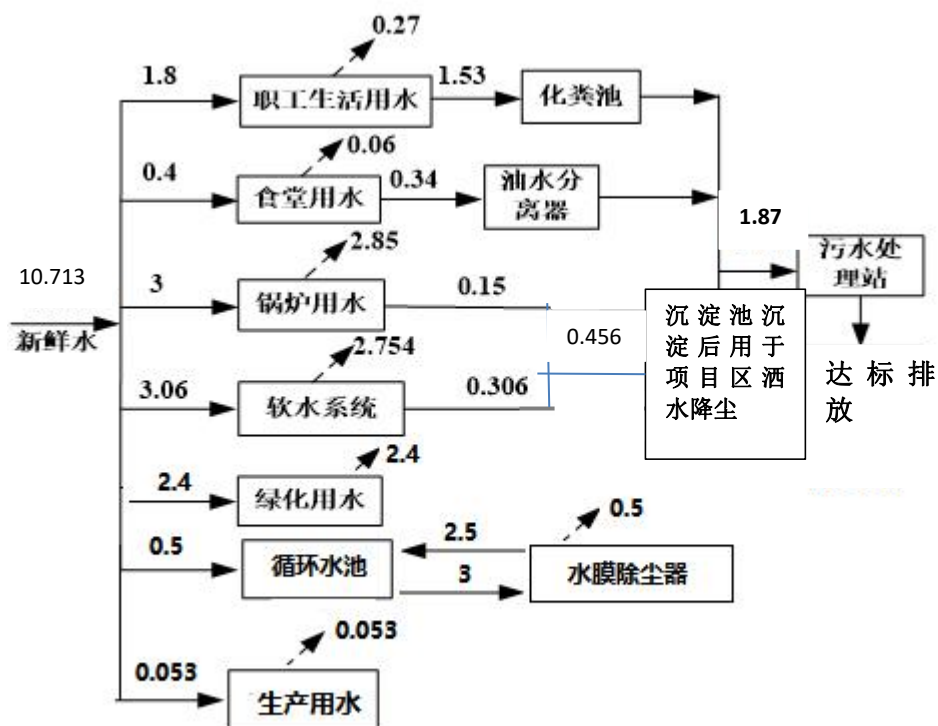 0.27
1.8
职工生活用水
1.53
化粪池
0.06
0.4
食堂用水
0.34
油水分
离器
1.87
污水处
理站
2.85
10.713
新鲜水
3
锅炉用水
0.15
0.456
沉淀池沉
淀后用于
项目区洒
水降尘
达标排
放
2.754
3.06
软水系统
0.306
2.4
2.4
绿化用水
0.5
0.5
循环水池
2.5
3
水膜除尘器
0.053
0.053
生产用水